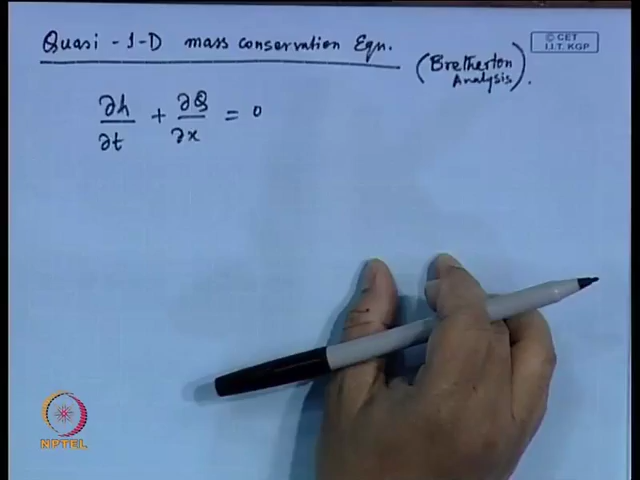 Quasi - 1-D mass conservation Eqn.
(Bretherton Analysis).
© CET
I.I.T. KGP
∂h/∂t + ∂Q/∂x = 0
NPTEL